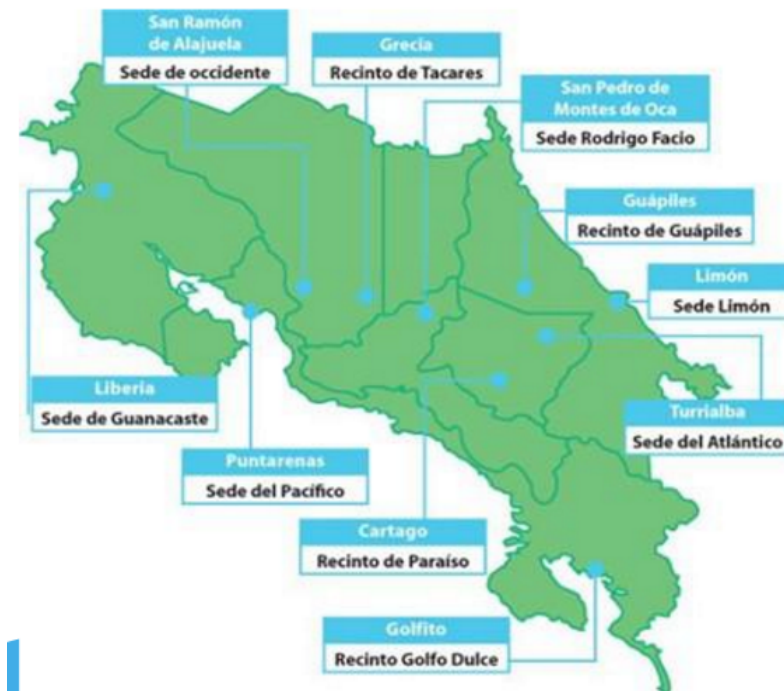 San Ramón
de Alajuela
Sede de occidente
Grecia
Recinto de Tacares
San Pedro de
Montes de Oca
Sede Rodrigo Facio
Guápiles
Recinto de Guápiles
Limón
Sede Limón
Liberia
Sede de Guanacaste
Turrialba
Sede del Atlántico
Puntarenas
Sede del Pacífico
Cartago
Recinto de Paraíso
Golfito
Recinto Golfo Dulce